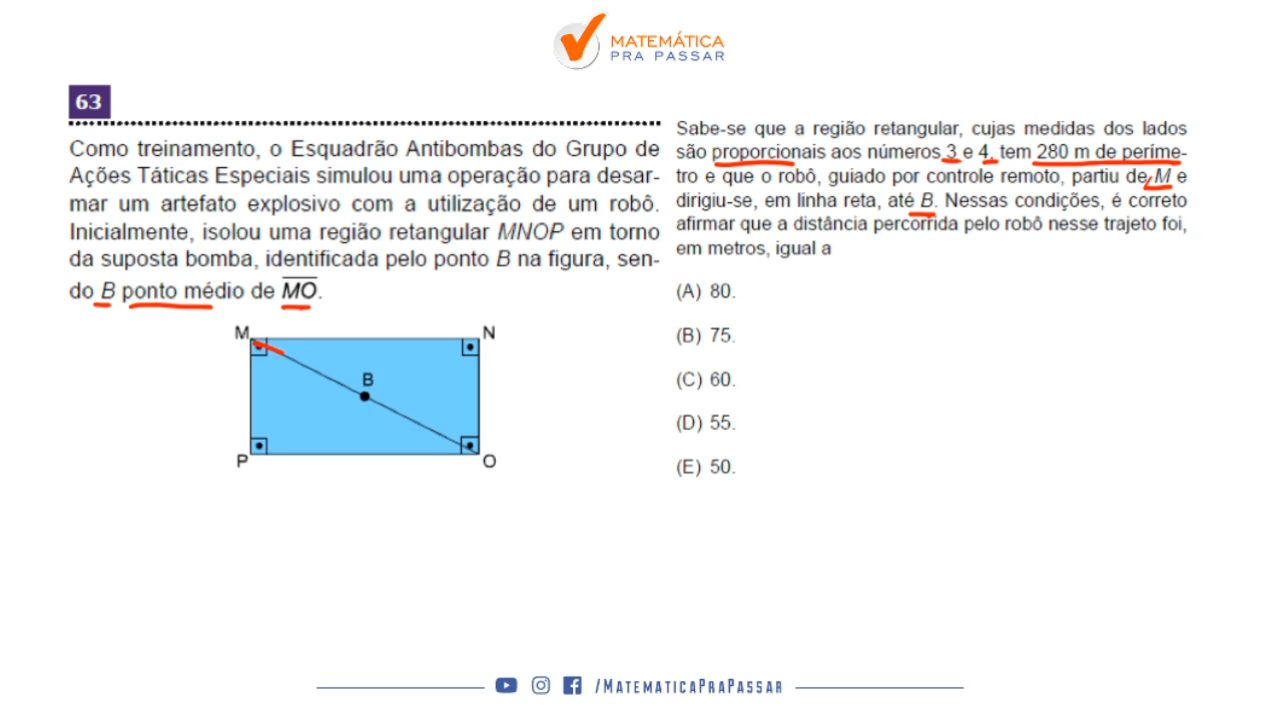 MATEMÁTICA
PRA PASSAR
63
Como treinamento, o Esquadrão Antibombas do Grupo de
Ações Táticas Especiais simulou uma operação para desar-
mar um artefato explosivo com a utilização de um robô.
Inicialmente, isolou uma região retangular MNOP em torno
da suposta bomba, identificada pelo ponto B na figura, sen-
do B ponto médio de MO.
M
N
B
P
O
Sabe-se que a região retangular, cujas medidas dos lados
são proporcionais aos números 3 e 4, tem 280 m de períme-
tro e que o robô, guiado por controle remoto, partiu de M e
dirigiu-se, em linha reta, até B. Nessas condições, é correto
afirmar que a distância percorrida pelo robô nesse trajeto foi,
em metros, igual a
(A) 80.
(B) 75.
(C) 60.
(D) 55.
(E) 50.
/MATEMATICAPRAPASSAR